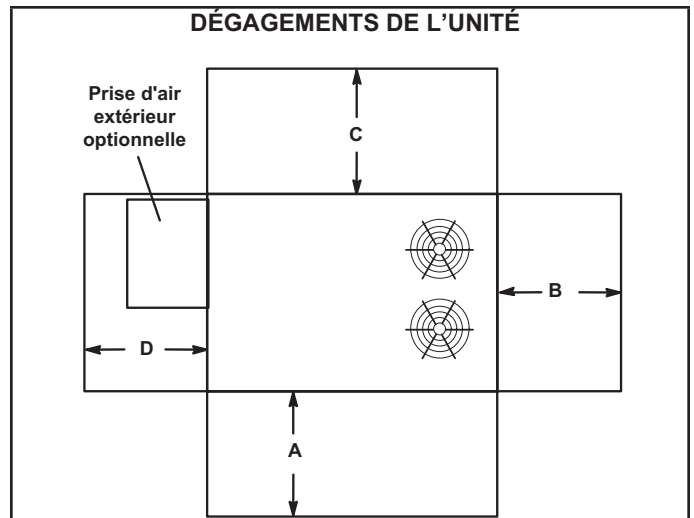 DÉGAGEMENTS DE L’UNITÉ
Prise d'air
extérieur
optionnelle
C
B
D
A